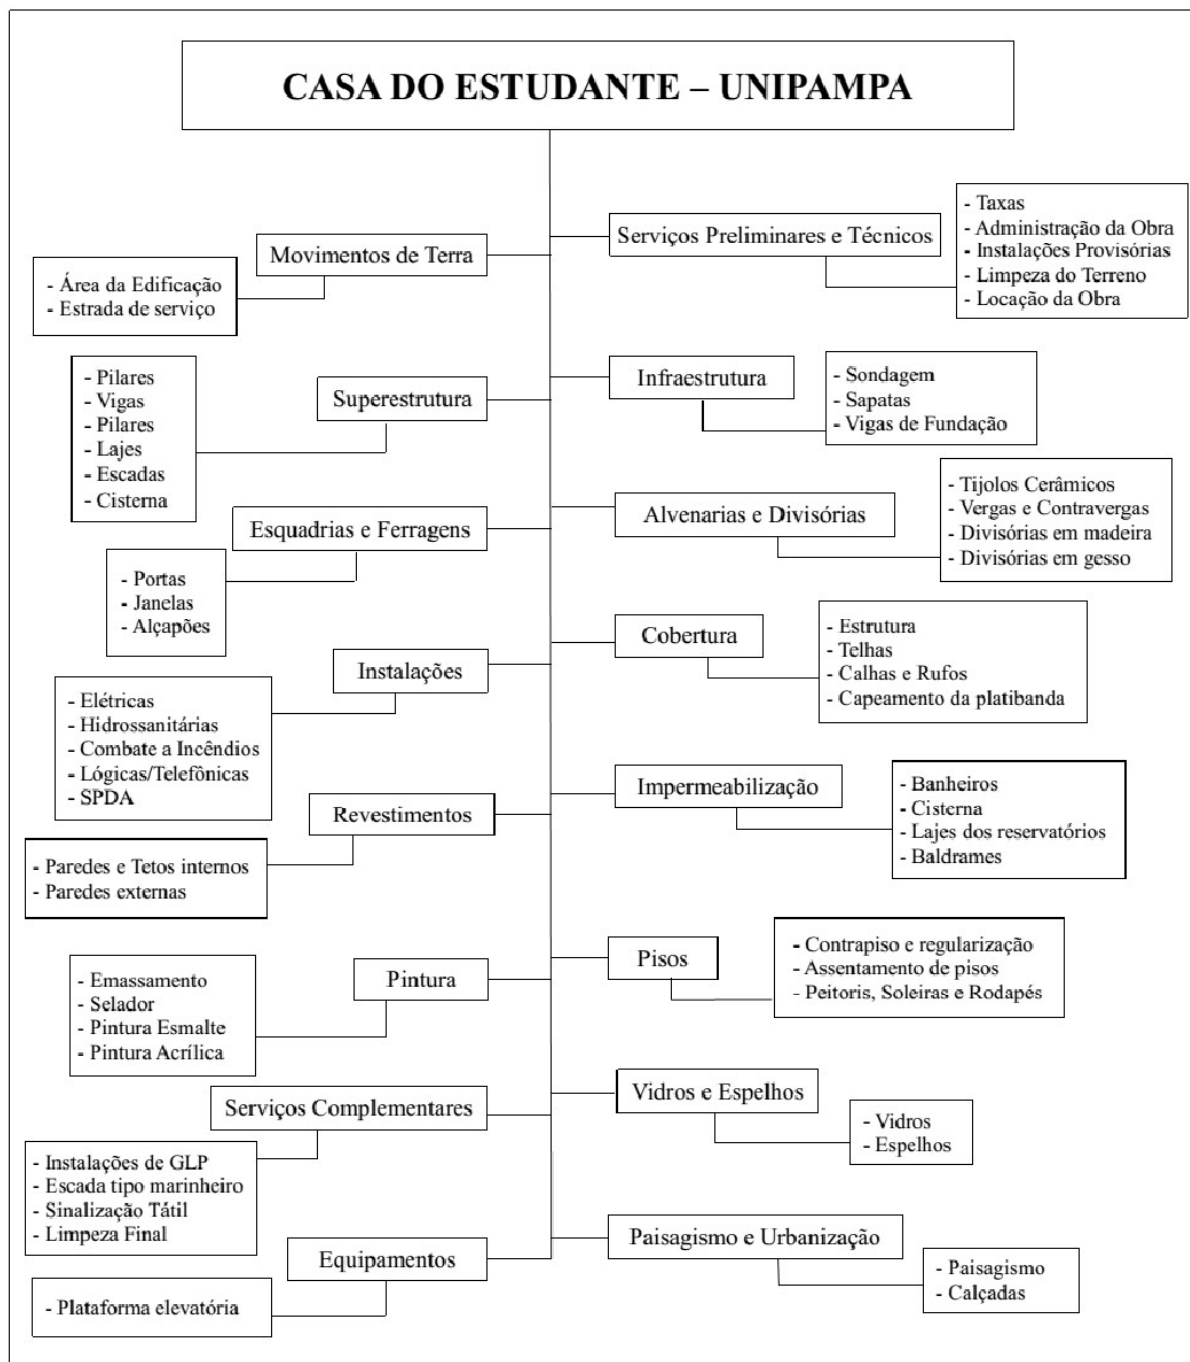 CASA DO ESTUDANTE – UNIPAMPA
Serviços Preliminares e Técnicos
- Taxas
- Administração da Obra
- Instalações Provisórias
- Limpeza do Terreno
- Locação da Obra
Movimentos de Terra
- Área da Edificação
- Estrada de serviço
Infraestrutura
- Sondagem
- Sapatas
- Vigas de Fundação
Superestrutura
- Pilares
- Vigas
- Pilares
- Lajes
- Escadas
- Cisterna
Alvenarias e Divisórias
- Tijolos Cerâmicos
- Vergas e Contravergas
- Divisórias em madeira
- Divisórias em gesso
Esquadrias e Ferragens
- Portas
- Janelas
- Alçapões
Cobertura
- Estrutura
- Telhas
- Calhas e Rufos
- Capeamento da platibanda
Instalações
- Elétricas
- Hidrossanitárias
- Combate a Incêndios
- Lógicas/Telefônicas
- SPDA
Impermeabilização
- Banheiros
- Cisterna
- Lajes dos reservatórios
- Baldrames
Revestimentos
- Paredes e Tetos internos
- Paredes externas
Pisos
- Contrapiso e regularização
- Assentamento de pisos
- Peitoris, Soleiras e Rodapés
Pintura
- Emassamento
- Selador
- Pintura Esmalte
- Pintura Acrílica
Vidros e Espelhos
- Vidros
- Espelhos
Serviços Complementares
- Instalações de GLP
- Escada tipo marinheiro
- Sinalização Tátil
- Limpeza Final
Paisagismo e Urbanização
- Paisagismo
- Calçadas
Equipamentos
- Plataforma elevatória